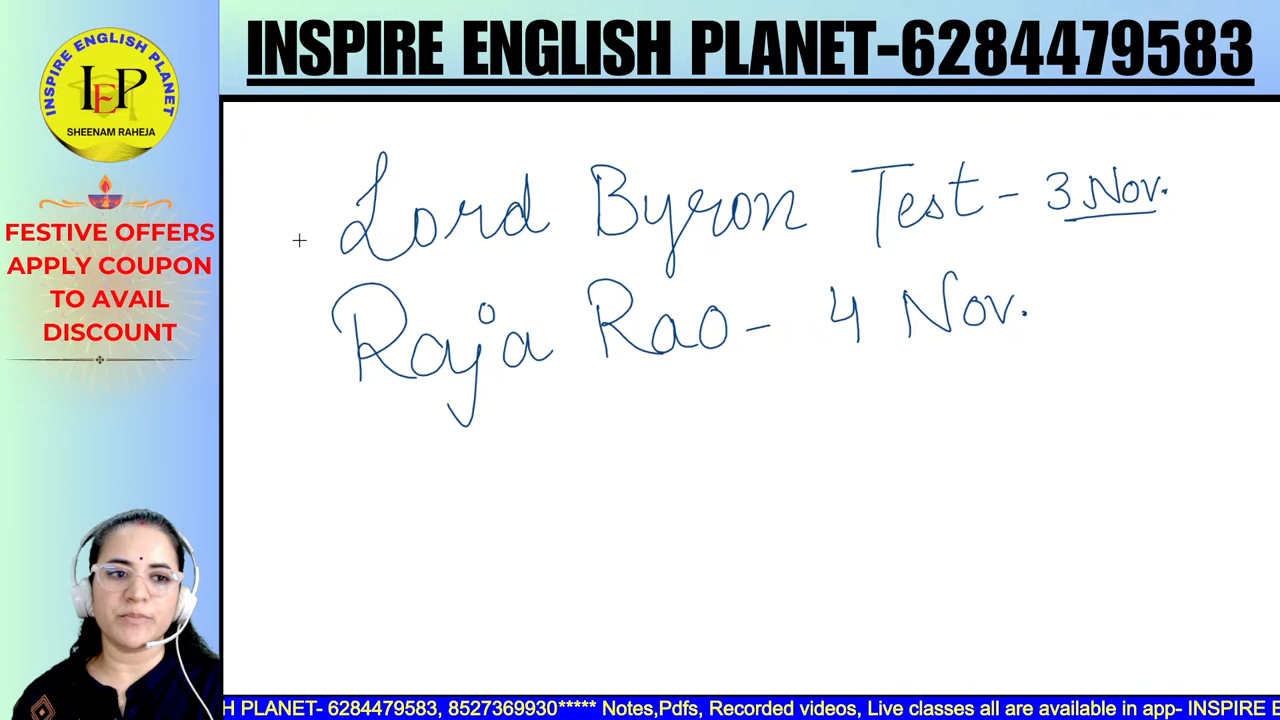 INSPIRE ENGLISH PLANET-6284479583
INSPIRE ENGLISH PLANET
IEP
SHEENAM RAHEJA
FESTIVE OFFERS
APPLY COUPON
TO AVAIL
DISCOUNT
Lord Byron Test - 3 Nov.
Raja Rao - 4 Nov.
H PLANET- 6284479583, 8527369930***** Notes,Pdfs, Recorded videos, Live classes all are available in app- INSPIRE E